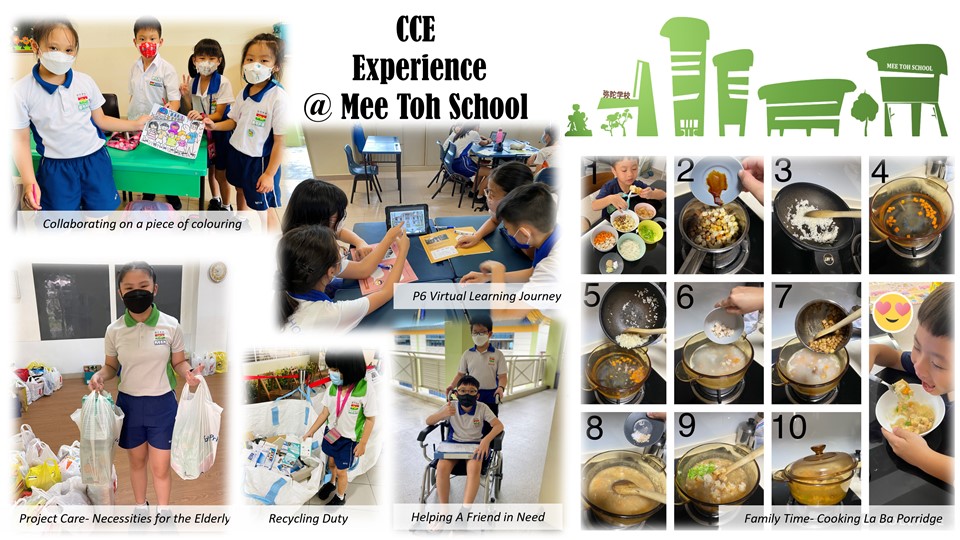 CCE
Experience
@ Mee Toh School
弥陀学校
MEE TOH SCHOOL
Collaborating on a piece of colouring
P6 Virtual Learning Journey
Project Care- Necessities for the Elderly
Recycling Duty
Helping A Friend in Need
1
2
3
4
5
6
7
8
9
10
Family Time- Cooking La Ba Porridge